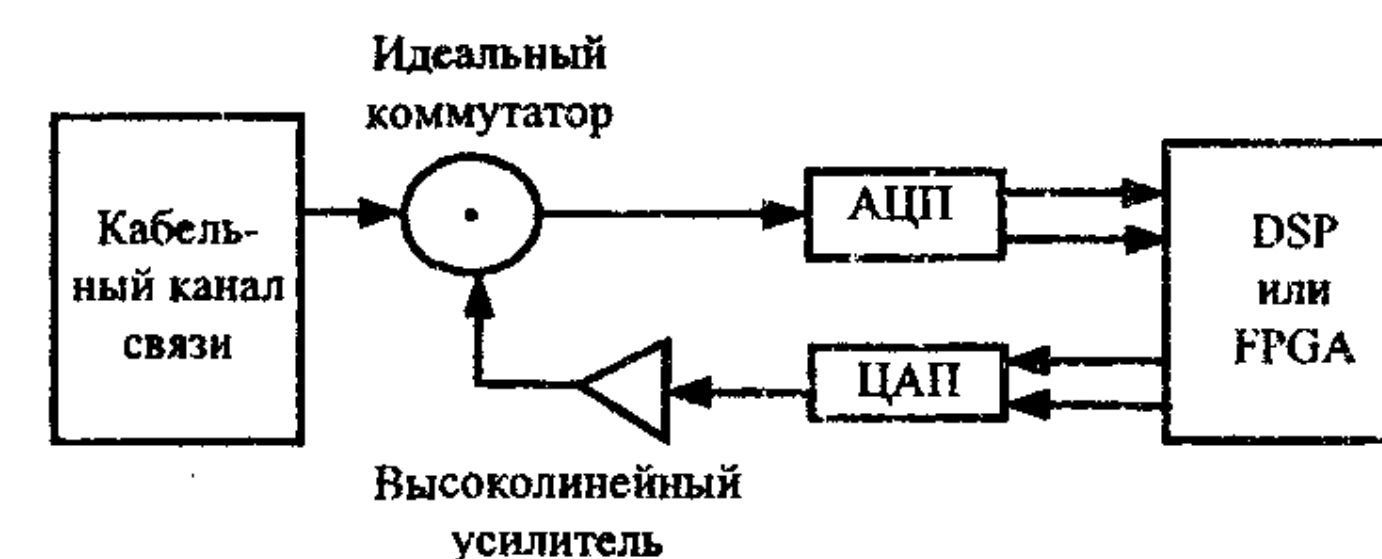 Идеальный
коммутатор
Кабель-
ный канал
связи
АЦП
DSP
или
FPGA
ЦАП
Высоколинейный
усилитель